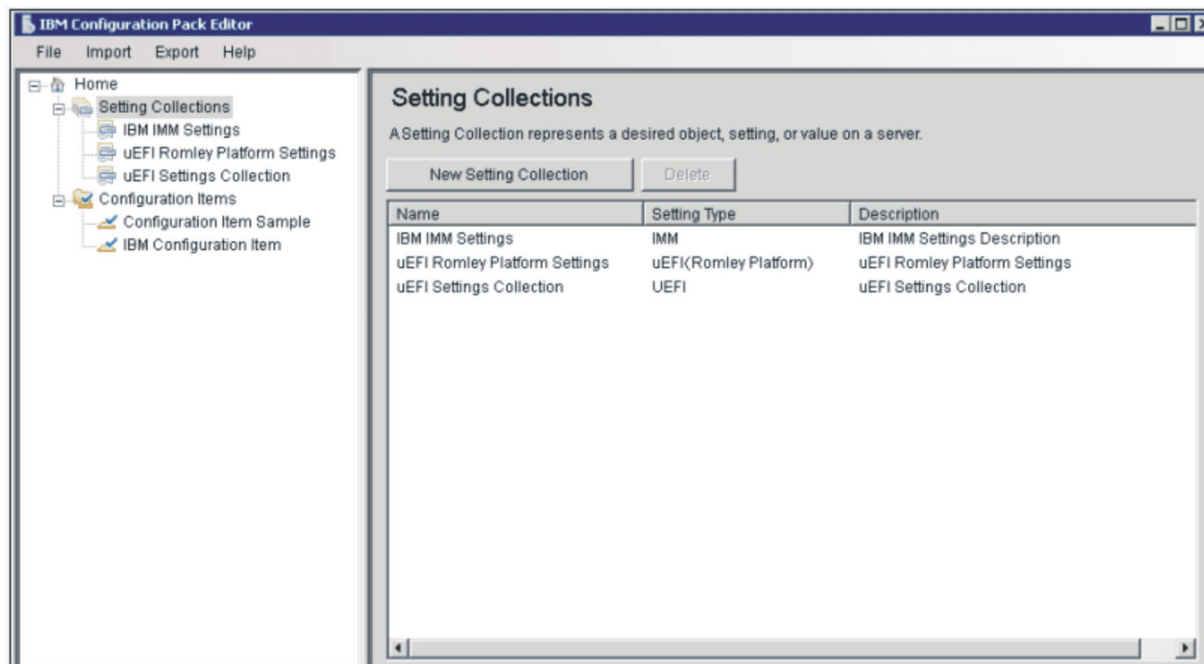 IBM Configuration Pack Editor
File Import Export Help
Home
Setting Collections
IBM IMM Settings
uEFI Romley Platform Settings
uEFI Settings Collection
Configuration Items
Configuration Item Sample
IBM Configuration Item
Setting Collections
A Setting Collection represents a desired object, setting, or value on a server.
New Setting Collection Delete
Name Setting Type Description
IBM IMM Settings IMM IBM IMM Settings Description
uEFI Romley Platform Settings uEFI(Romley Platform) uEFI Romley Platform Settings
uEFI Settings Collection UEFI uEFI Settings Collection